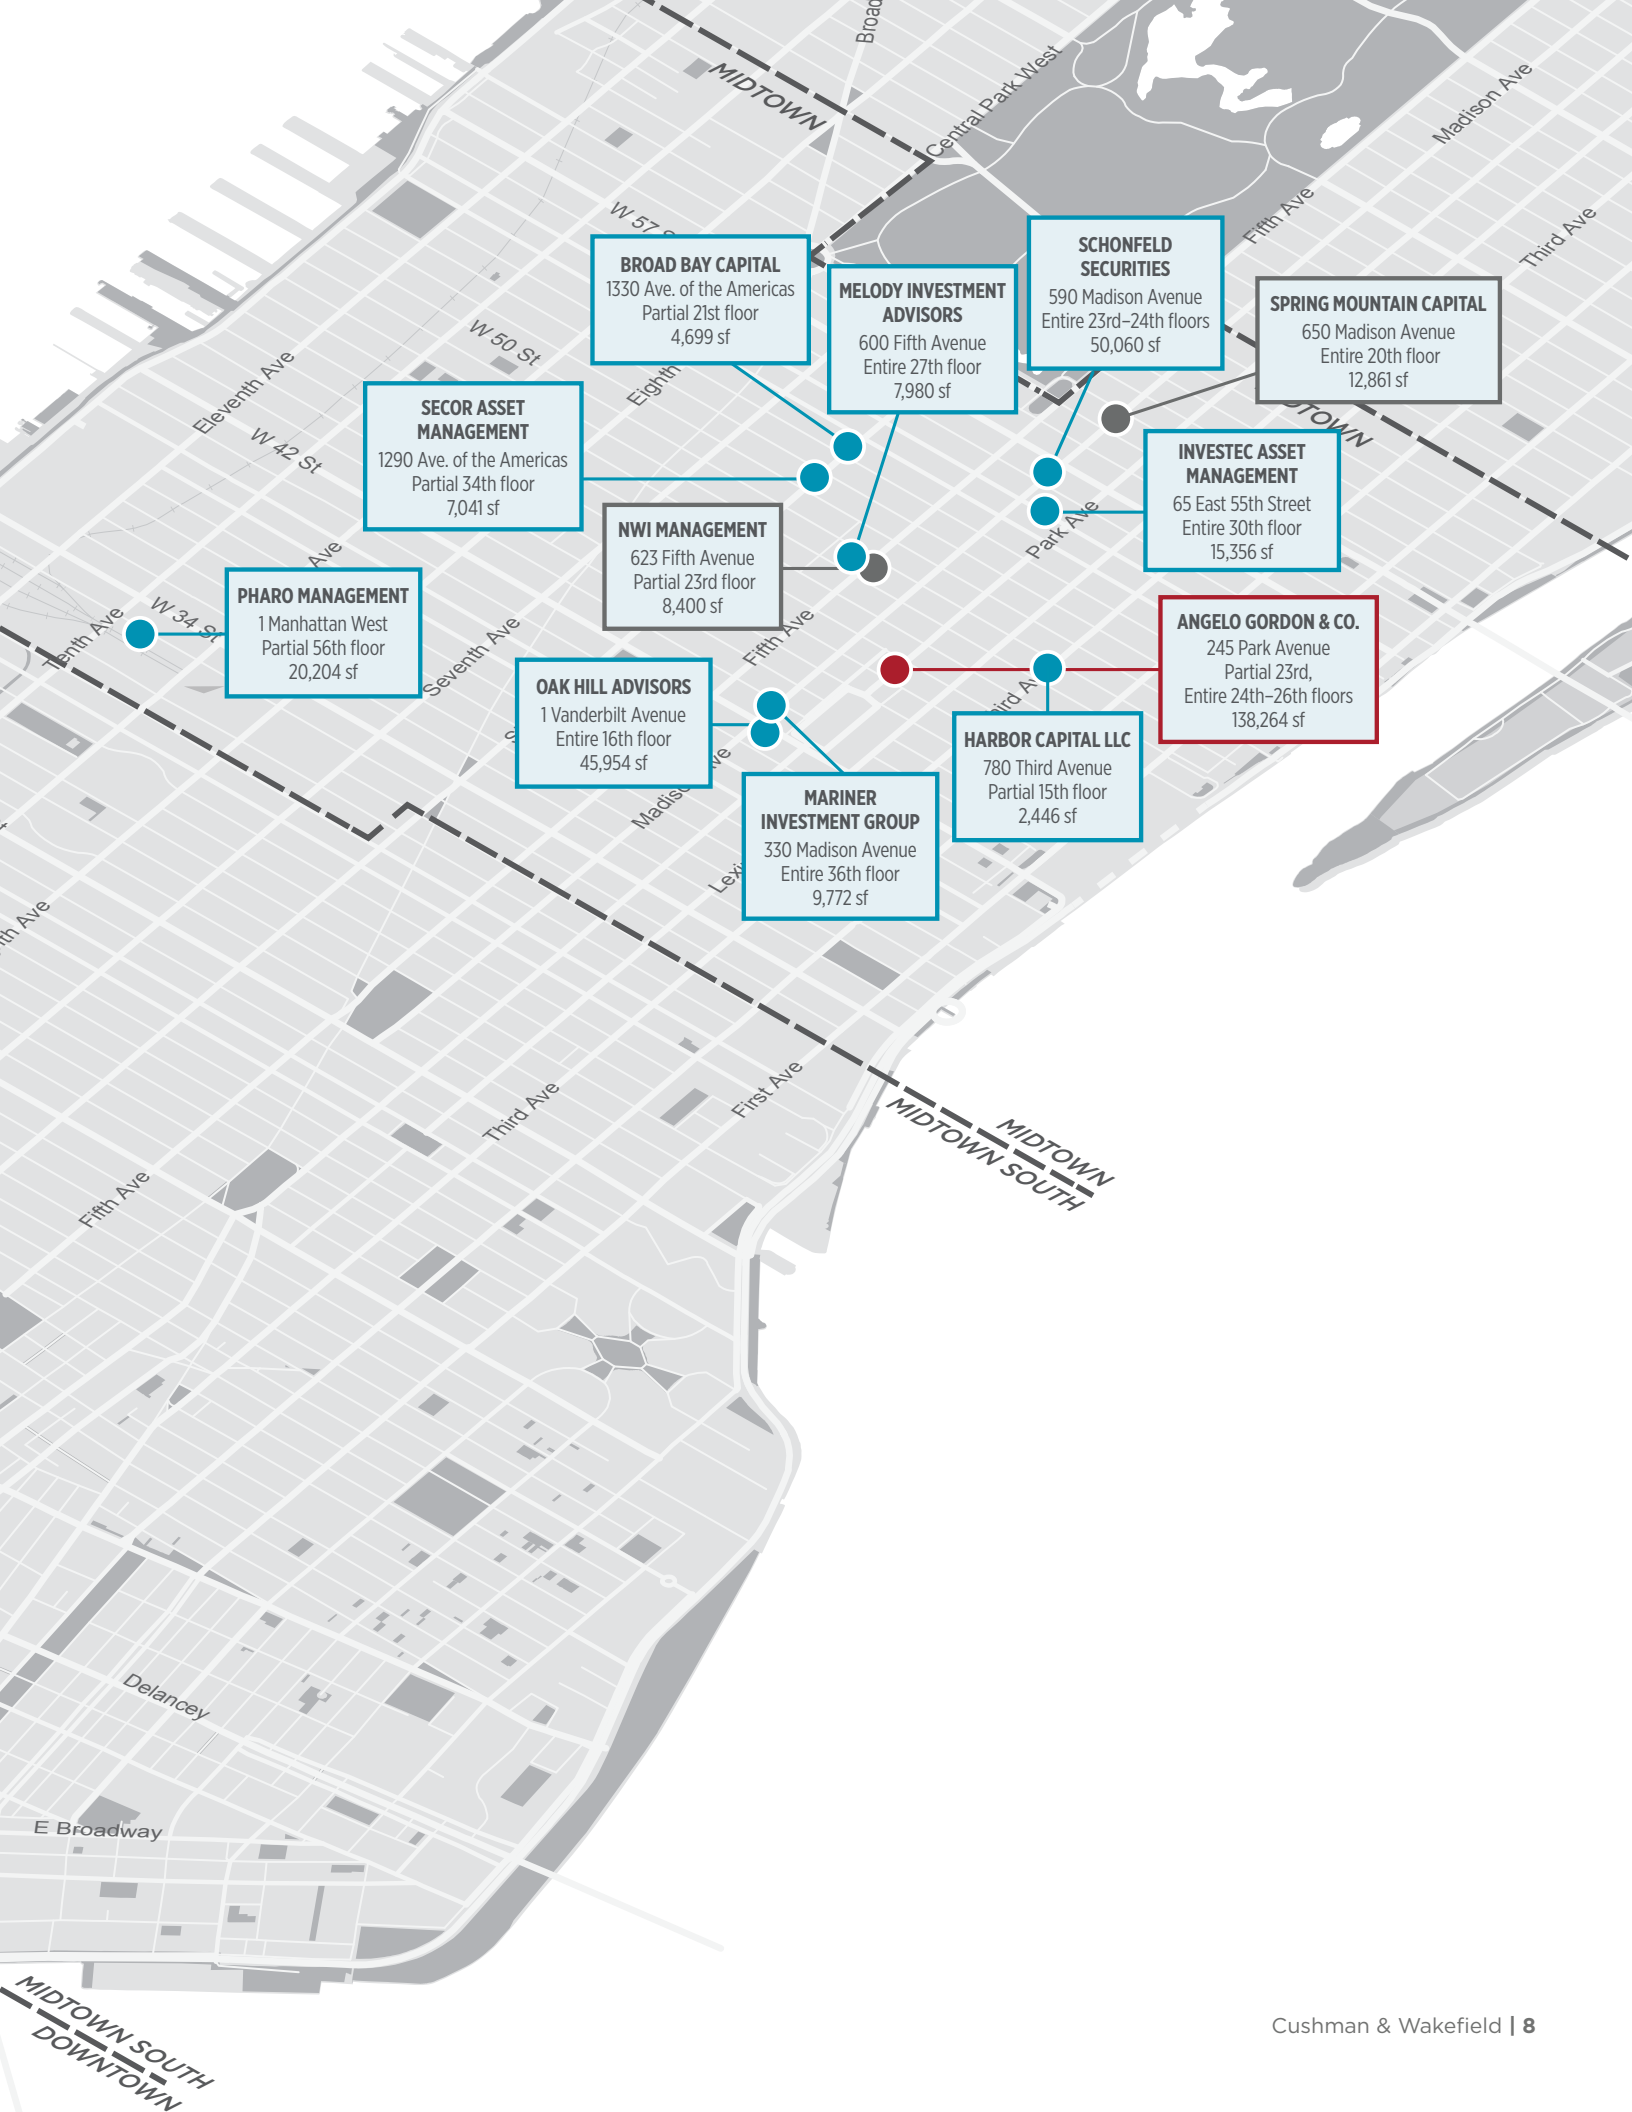 Broad
MIDTOWN
Central Park West
Madison Ave
Fifth Ave
Third Ave
W 57
BROAD BAY CAPITAL
1330 Ave. of the Americas
Partial 21st floor
4,699 sf
MELODY INVESTMENT
ADVISORS
600 Fifth Avenue
Entire 27th floor
7,980 sf
SCHONFELD
SECURITIES
590 Madison Avenue
Entire 23rd–24th floors
50,060 sf
SPRING MOUNTAIN CAPITAL
650 Madison Avenue
Entire 20th floor
12,861 sf
W 50 St
Eleventh Ave
Eighth
W 42 St
SECOR ASSET
MANAGEMENT
1290 Ave. of the Americas
Partial 34th floor
7,041 sf
INVESTEC ASSET
MANAGEMENT
65 East 55th Street
Entire 30th floor
15,356 sf
Park Ave
NWI MANAGEMENT
623 Fifth Avenue
Partial 23rd floor
8,400 sf
Ave
PHARO MANAGEMENT
1 Manhattan West
Partial 56th floor
20,204 sf
W 34 St
Tenth Ave
Seventh Ave
Fifth Ave
ANGELO GORDON & CO.
245 Park Avenue
Partial 23rd,
Entire 24th–26th floors
138,264 sf
OAK HILL ADVISORS
1 Vanderbilt Avenue
Entire 16th floor
45,954 sf
HARBOR CAPITAL LLC
780 Third Avenue
Partial 15th floor
2,446 sf
MARINER
INVESTMENT GROUP
330 Madison Avenue
Entire 36th floor
9,772 sf
First Ave
Third Ave
Fifth Ave
MIDTOWN
MIDTOWN SOUTH
Delancey
E Broadway
MIDTOWN SOUTH
DOWNTOWN
Cushman & Wakefield | 8